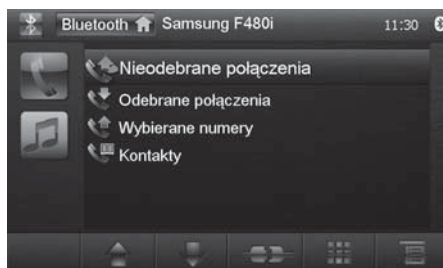 Bluetooth Samsung F480i 11:30
Nieodebrane połączenia
Odebrane połączenia
Wybierane numery
Kontakty